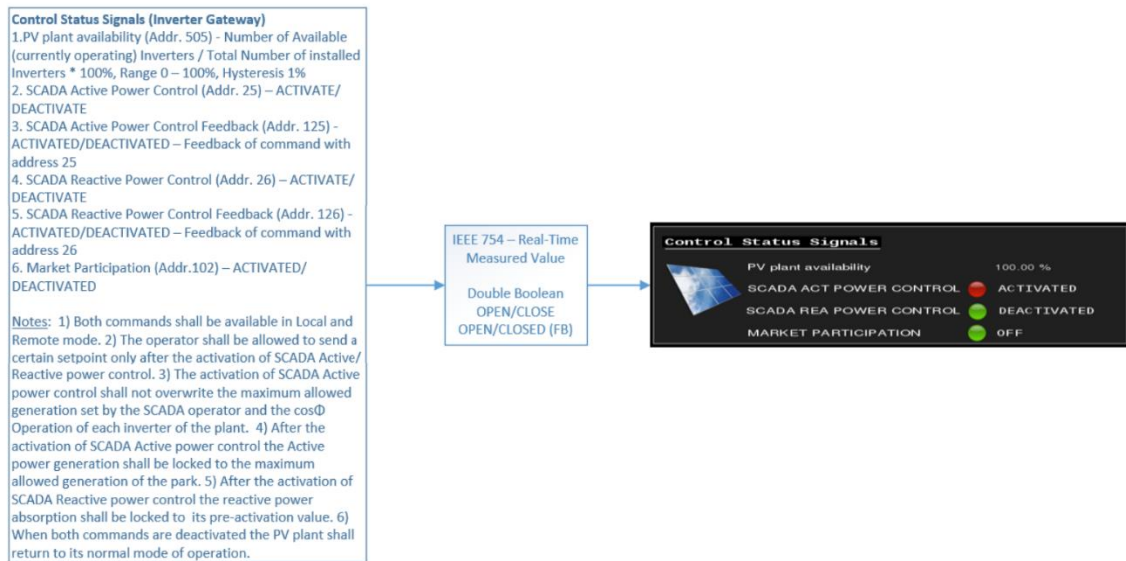 Control Status Signals (Inverter Gateway)
1.PV plant availability (Addr. 505) - Number of Available
(currently operating) Inverters / Total Number of installed
Inverters * 100%, Range 0 – 100%, Hysteresis 1%
2. SCADA Active Power Control (Addr. 25) – ACTIVATE/
DEACTIVATE
3. SCADA Active Power Control Feedback (Addr. 125) -
ACTIVATED/DEACTIVATED – Feedback of command with
address 25
4. SCADA Reactive Power Control (Addr. 26) – ACTIVATE/
DEACTIVATE
5. SCADA Reactive Power Control Feedback (Addr. 126) -
ACTIVATED/DEACTIVATED – Feedback of command with
address 26
6. Market Participation (Addr.102) – ACTIVATED/
DEACTIVATED
Notes: 1) Both commands shall be available in Local and
Remote mode. 2) The operator shall be allowed to send a
certain setpoint only after the activation of SCADA Active/
Reactive power control. 3) The activation of SCADA Active
power control shall not overwrite the maximum allowed
generation set by the SCADA operator and the cosΦ
Operation of each inverter of the plant. 4) After the
activation of SCADA Active power control the Active
power generation shall be locked to the maximum
allowed generation of the park. 5) After the activation of
SCADA Reactive power control the reactive power
absorption shall be locked to its pre-activation value. 6)
When both commands are deactivated the PV plant shall
return to its normal mode of operation.
IEEE 754 – Real-Time
Measured Value
Double Boolean
OPEN/CLOSE
OPEN/CLOSED (FB)
Control Status Signals
PV plant availability 100.00 %
SCADA ACT POWER CONTROL ACTIVATED
SCADA REA POWER CONTROL DEACTIVATED
MARKET PARTICIPATION OFF